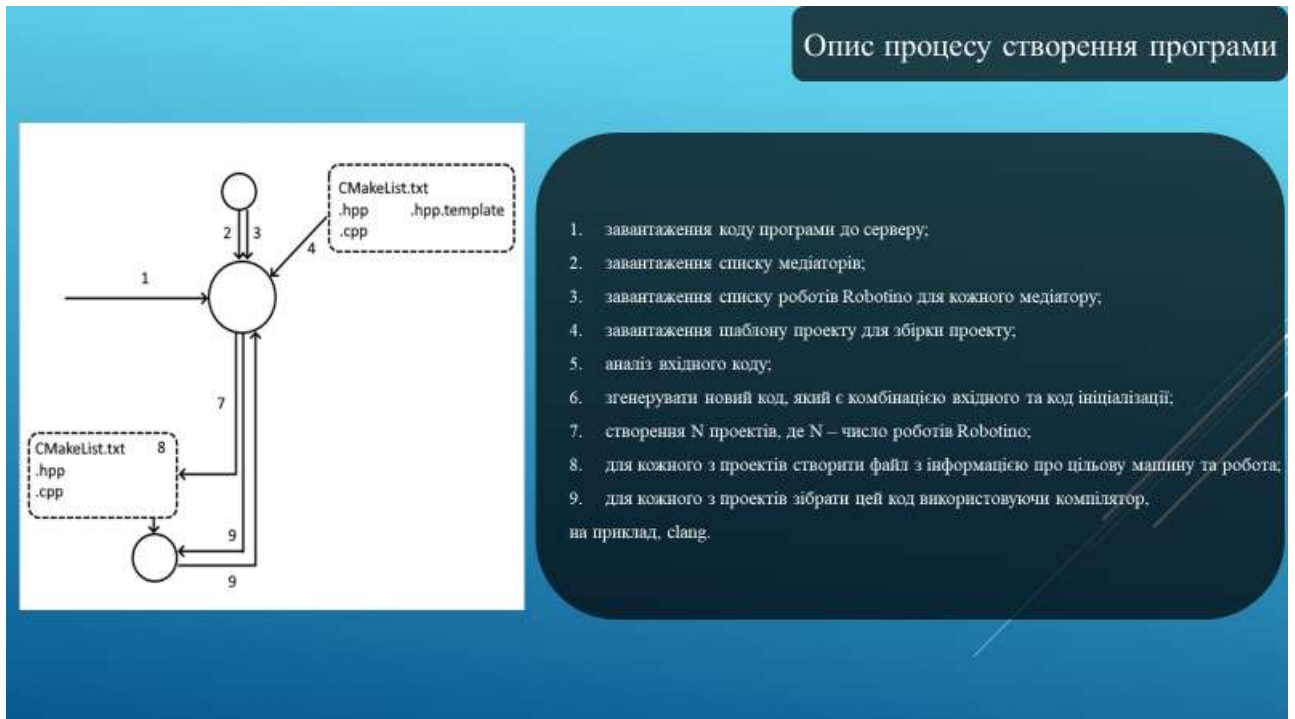 Опис процесу створення програми
CMakeList.txt
.hpp .hpp.template
.cpp
2 3
4
1
7
CMakeList.txt 8
.hpp
.cpp
9
9
1. завантаження коду програми до серверу;
2. завантаження списку медіаторів;
3. завантаження списку роботів Robotino для кожного медіатору;
4. завантаження шаблону проекту для збірки проекту;
5. аналіз вхідного коду;
6. згенерувати новий код, який є комбінацією вхідного та код ініціалізації;
7. створення N проектів, де N – число роботів Robotino;
8. для кожного з проектів створити файл з інформацією про цільову машину та робота;
9. для кожного з проектів зібрати цей код використовуючи компілятор,
на приклад, clang.